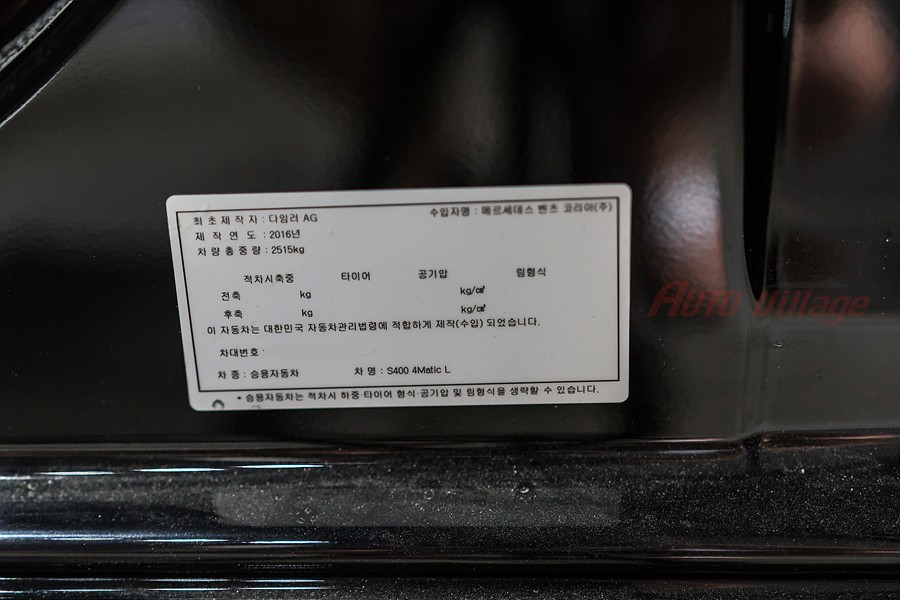 최초제작자 : 다임러 AG
수입자명 : 메르세데스 벤츠 코리아(주)
제 작 연 도 : 2016년
차 량 총 중 량 : 2515kg
적차시축중 타이어 공기압 림형식
전축 kg kg/㎠
후축 kg kg/㎠
이 자동차는 대한민국 자동차관리법령에 적합하게 제작(수입) 되었습니다.
차대번호 :
차 종 : 승용자동차 차 명 : S400 4Matic L
* 승용자동차는 적차시 하중·타이어 형식·공기압 및 림형식을 생략할 수 있습니다.
Auto Village